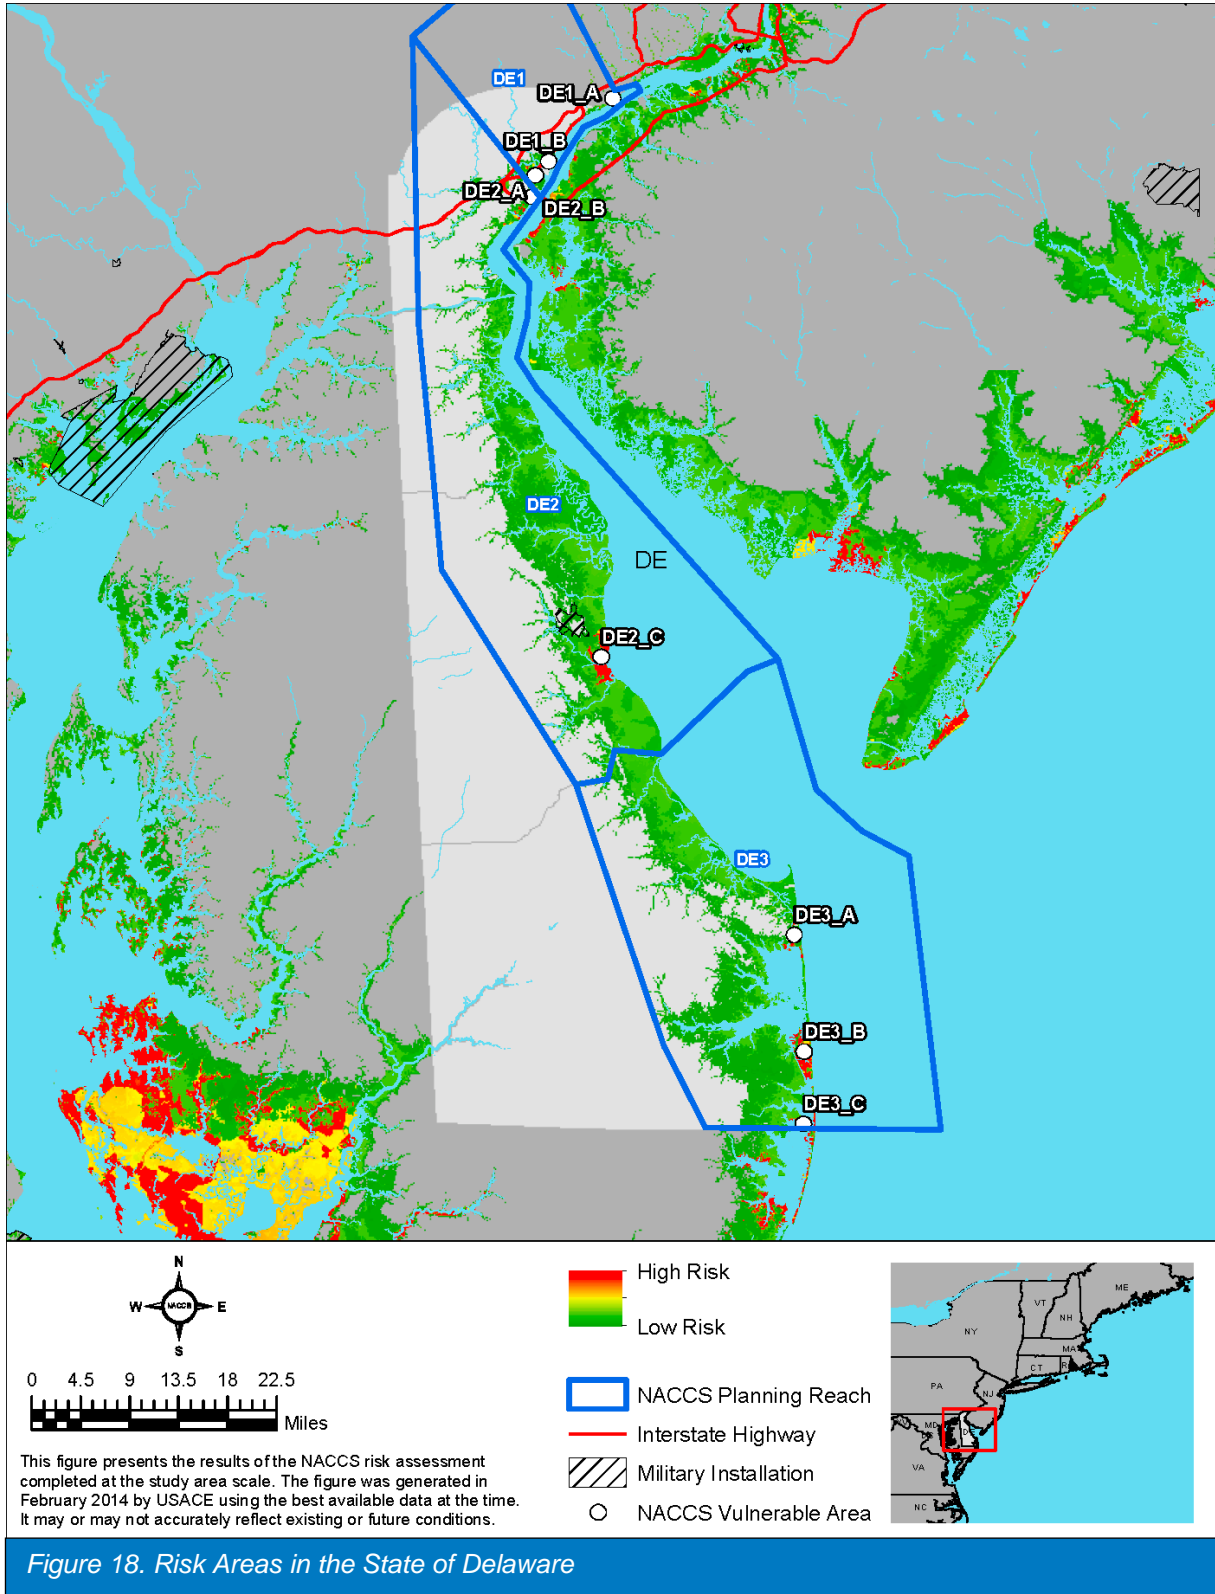 DE1
DE1_A
DE1_B
DE2_A
DE2_B
DE2
DE
DE2_C
DE3
DE3_A
DE3_B
DE3_C
N
W NACCS E
S
0 4.5 9 13.5 18 22.5
Miles
This figure presents the results of the NACCS risk assessment
completed at the study area scale. The figure was generated in
February 2014 by USACE using the best available data at the time.
It may or may not accurately reflect existing or future conditions.
High Risk
Low Risk
NACCS Planning Reach
Interstate Highway
Military Installation
NACCS Vulnerable Area
ME
VT
NH
NY
MA
CT
PA
NJ
MD
VA
NC
Figure 18. Risk Areas in the State of Delaware